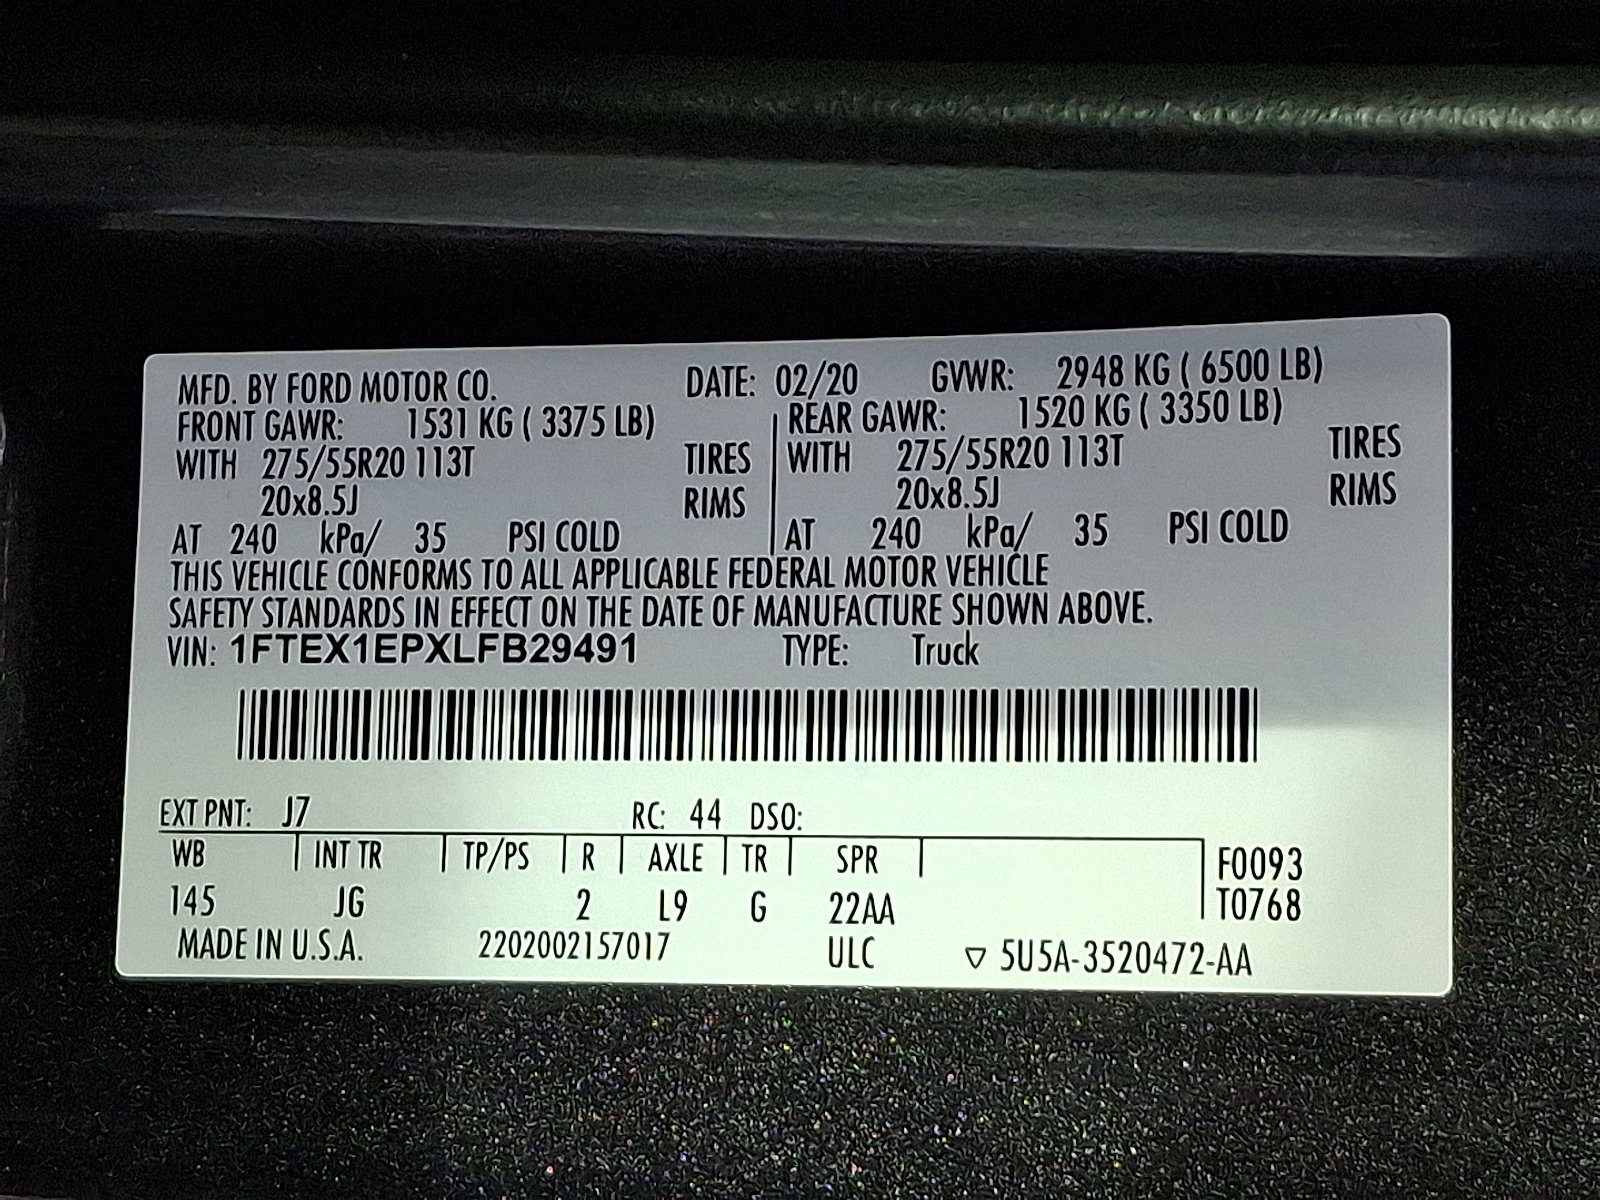 MFD. BY FORD MOTOR CO. DATE: 02/20 GVWR: 2948 KG ( 6500 LB)
FRONT GAWR: 1531 KG ( 3375 LB) REAR GAWR: 1520 KG ( 3350 LB)
WITH 275/55R20 113T TIRES WITH 275/55R20 113T TIRES
20x8.5J RIMS 20x8.5J RIMS
AT 240 kPa/ 35 PSI COLD AT 240 kPa/ 35 PSI COLD
THIS VEHICLE CONFORMS TO ALL APPLICABLE FEDERAL MOTOR VEHICLE
SAFETY STANDARDS IN EFFECT ON THE DATE OF MANUFACTURE SHOWN ABOVE.
VIN: 1FTEX1EPXLFB29491 TYPE: Truck
EXT PNT: J7 RC: 44 DSO:
WB INT TR TP/PS R AXLE TR SPR F0093
145 JG 2 L9 G 22AA T0768
MADE IN U.S.A. 2202002157017 ULC ▽ 5U5A-3520472-AA